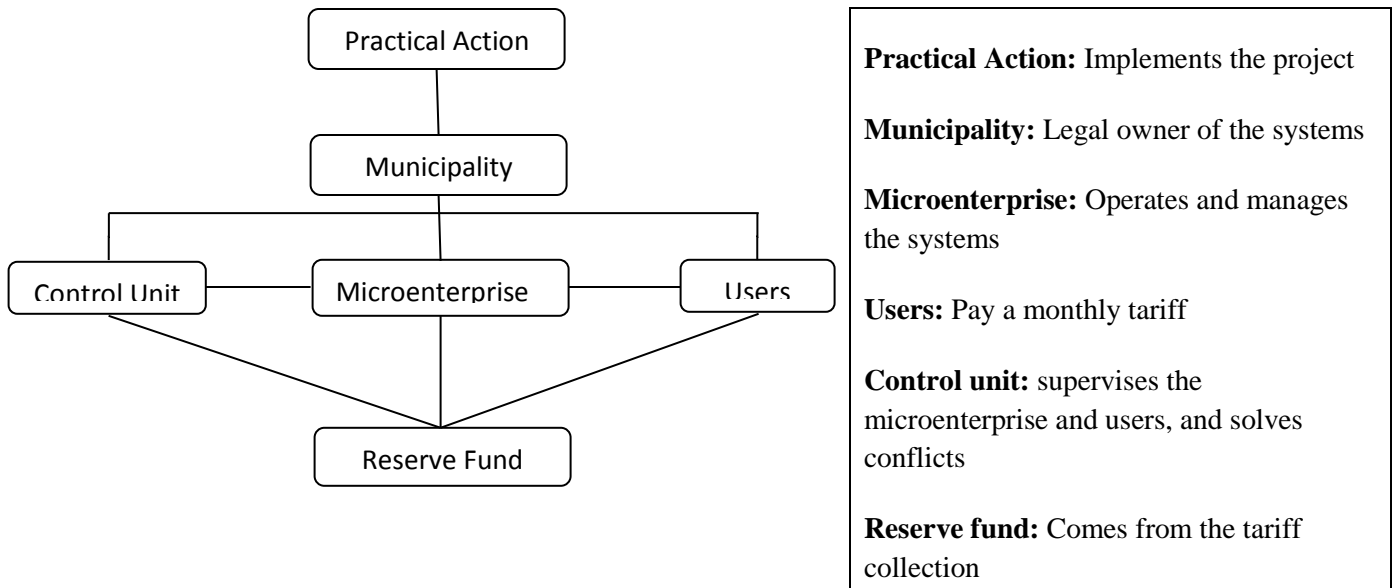 Practical Action
Municipality
Control Unit
Microenterprise
Users
Reserve Fund
Practical Action: Implements the project
Municipality: Legal owner of the systems
Microenterprise: Operates and manages
the systems
Users: Pay a monthly tariff
Control unit: supervises the
microenterprise and users, and solves
conflicts
Reserve fund: Comes from the tariff
collection